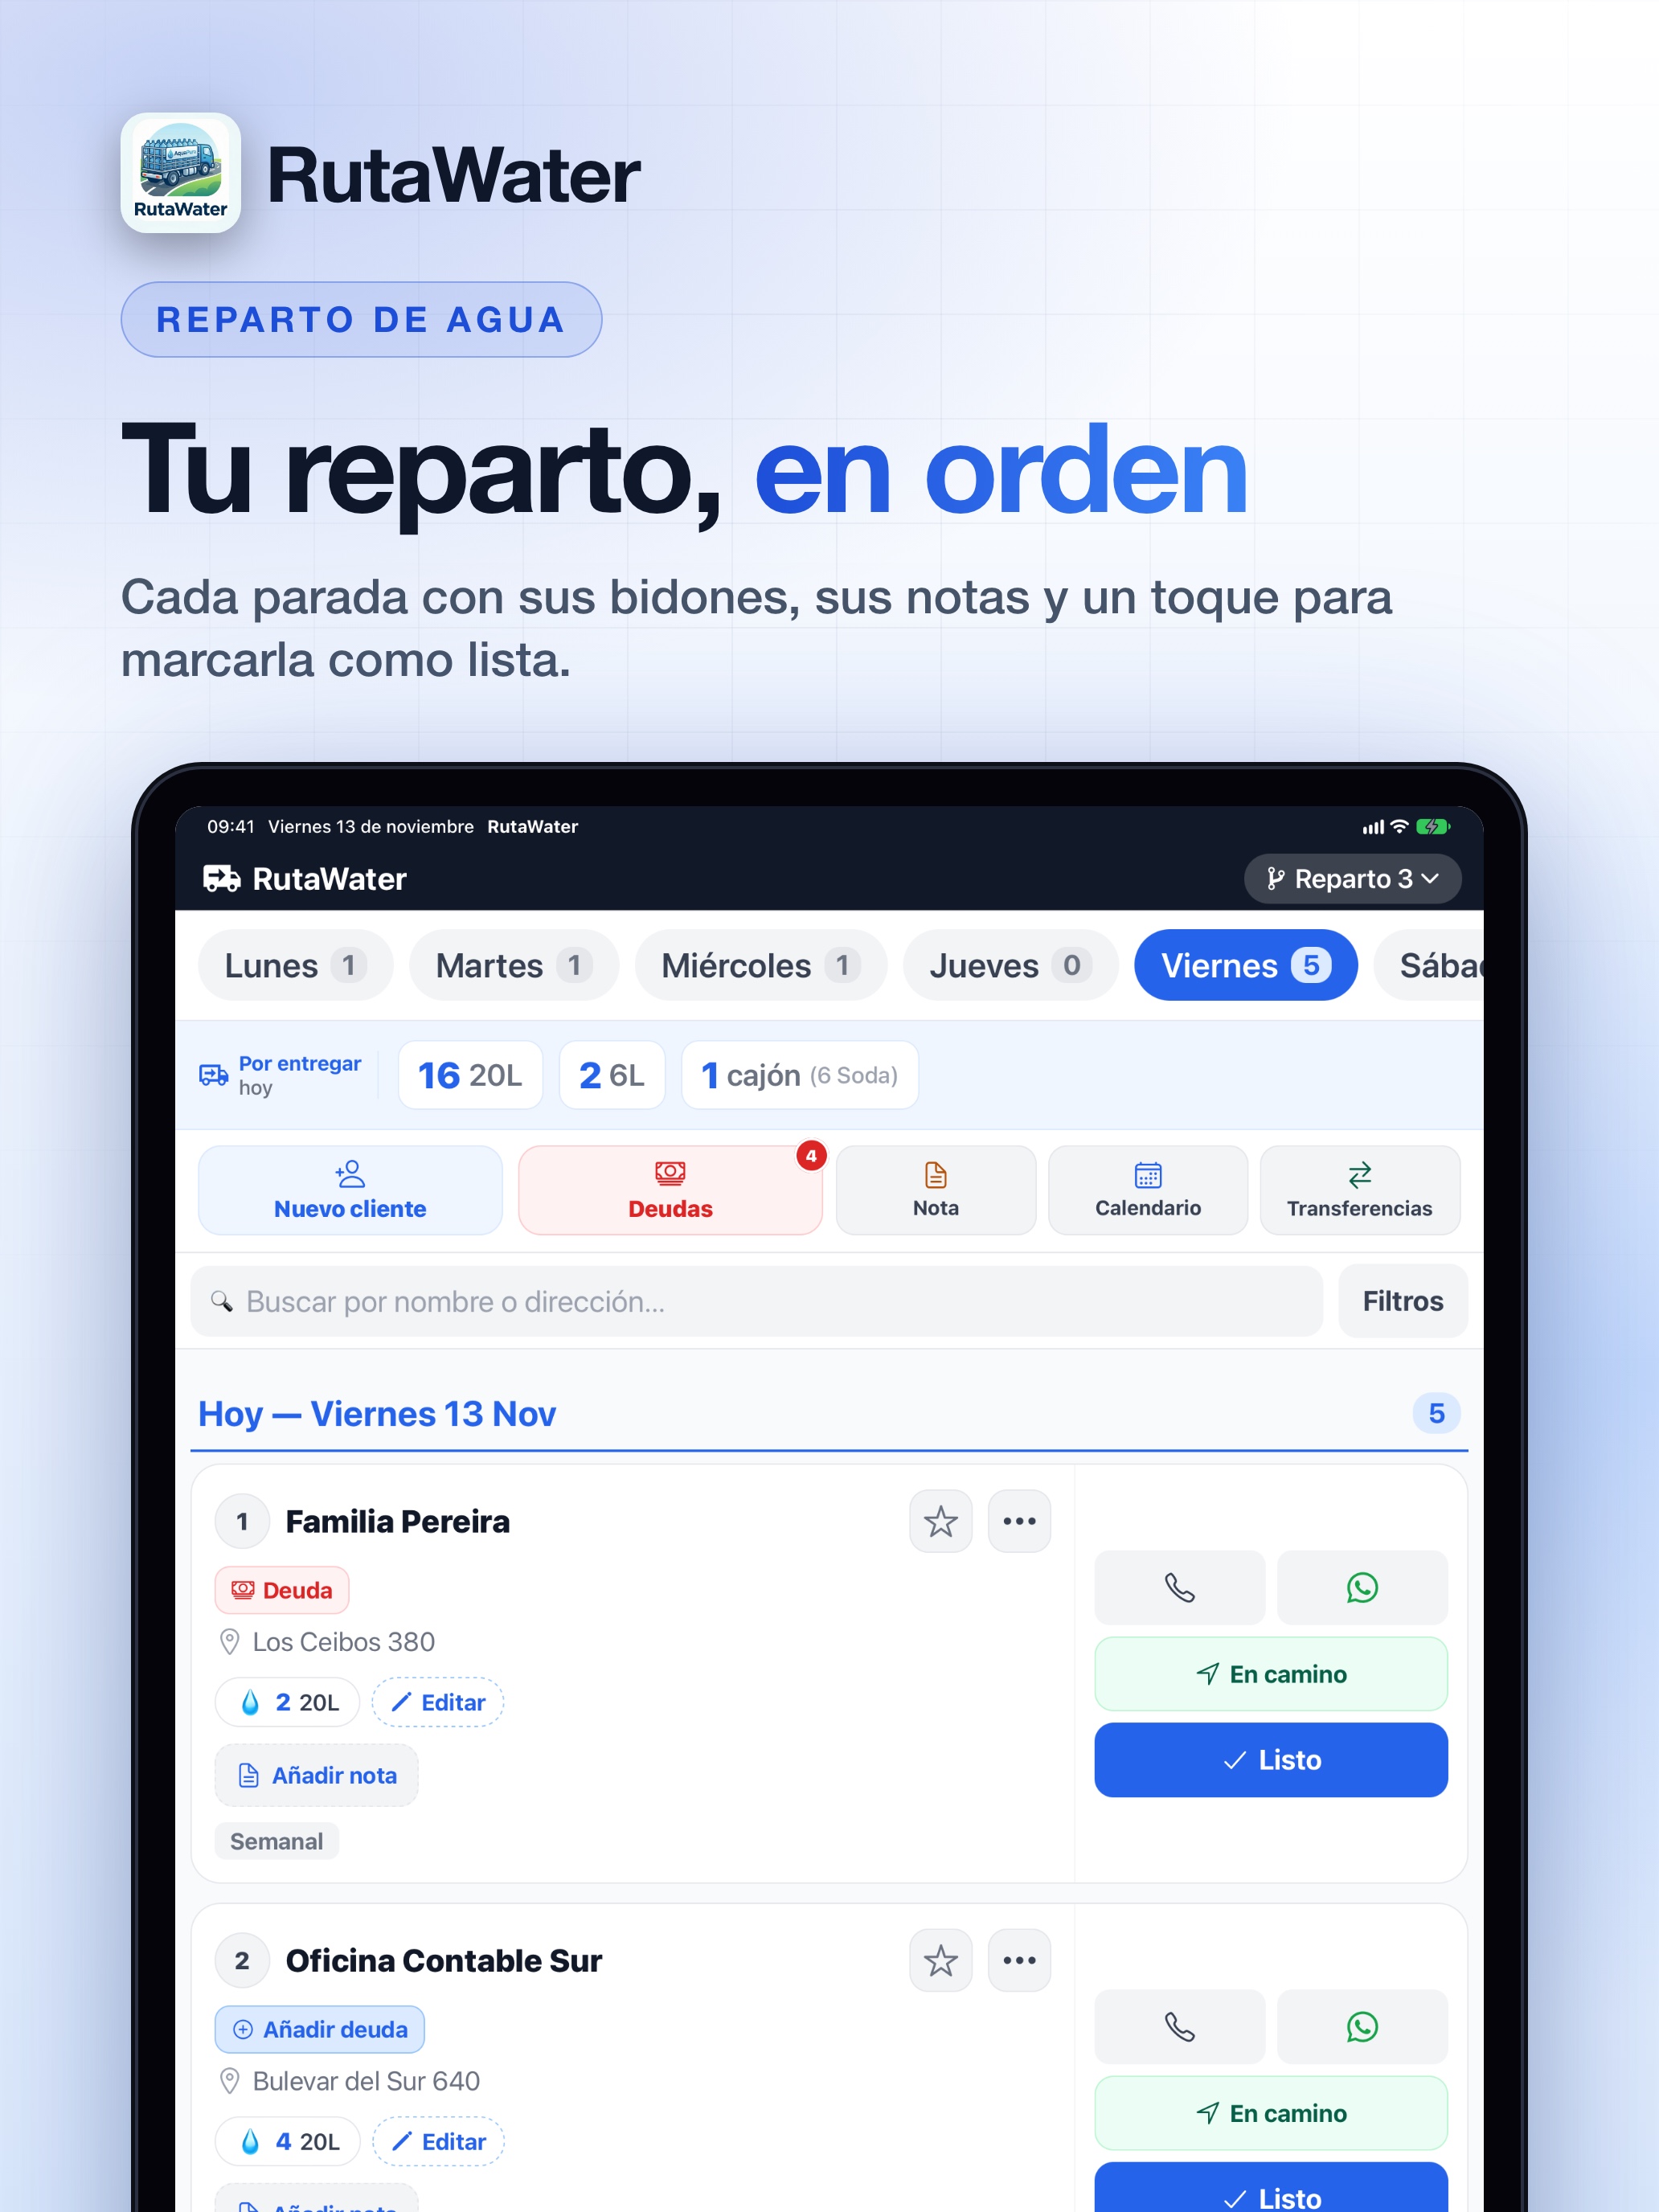 RutaWater
RutaWater
REPARTO DE AGUA
Tu reparto, en orden
Cada parada con sus bidones, sus notas y un toque para
marcarla como lista.
09:41 Viernes 13 de noviembre RutaWater
RutaWater
Reparto 3
Lunes 1
Martes 1
Miércoles 1
Jueves 0
Viernes 5
Sábad
Por entregar
hoy
16 20L
2 6L
1 cajón (6 Soda)
Nuevo cliente
Deudas
4
Nota
Calendario
Transferencias
Buscar por nombre o dirección...
Filtros
Hoy — Viernes 13 Nov
5
1
Familia Pereira
Deuda
Los Ceibos 380
2 20L
Editar
Añadir nota
Semanal
En camino
Listo
2
Oficina Contable Sur
Añadir deuda
Bulevar del Sur 640
4 20L
Editar
Añadir nota
En camino
Listo